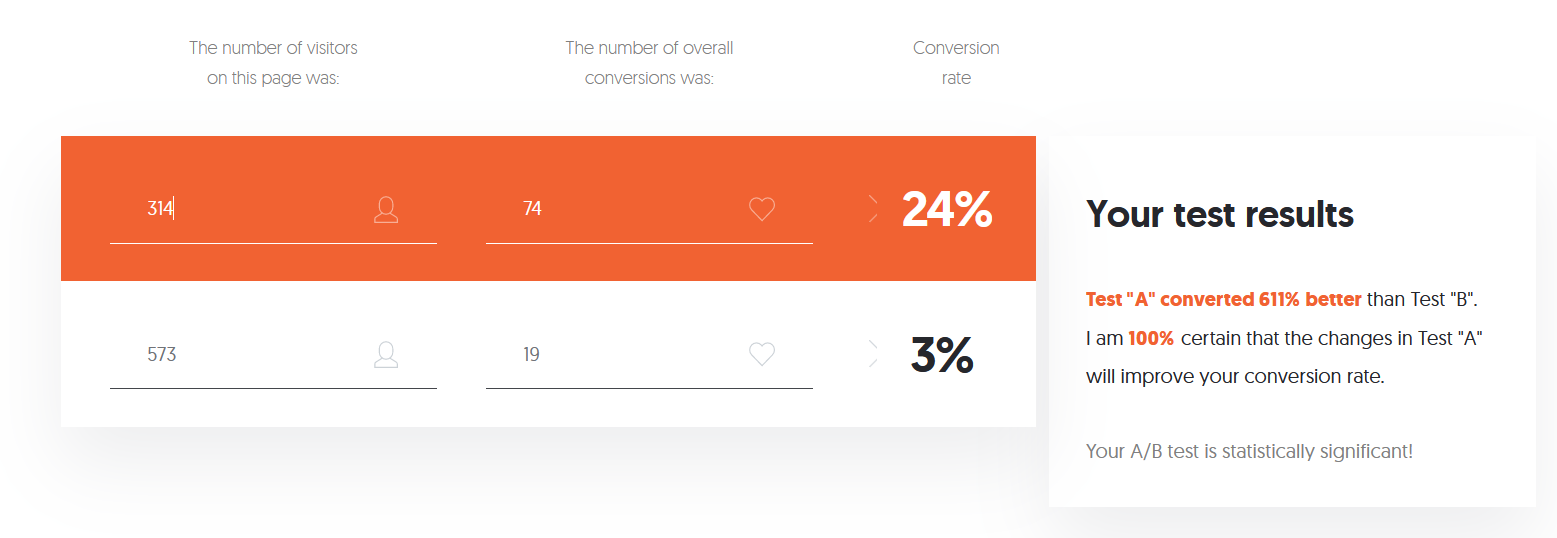 The number of visitors
on this page was:
The number of overall
conversions was:
Conversion
rate
314
74
24%
573
19
3%
Your test results
Test "A" converted 611% better than Test "B".
I am 100% certain that the changes in Test "A"
will improve your conversion rate.
Your A/B test is statistically significant!